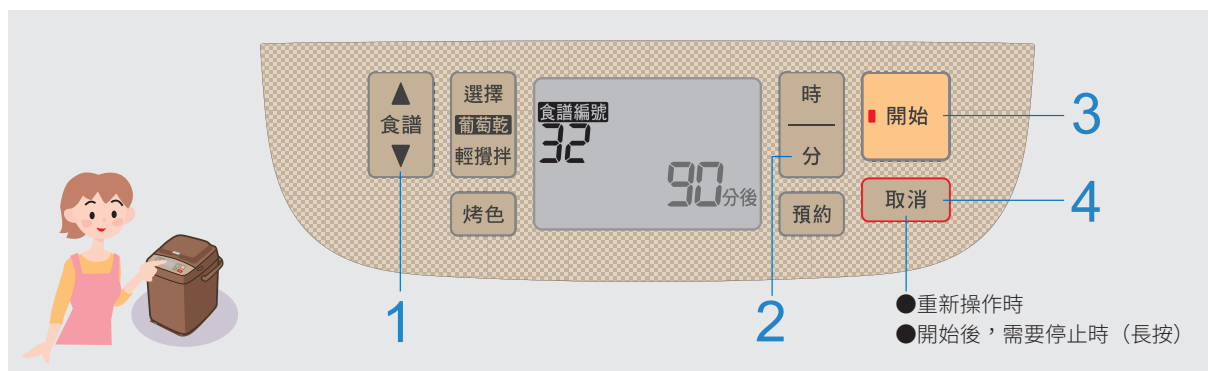 ▲
食譜
▼
選擇
葡萄乾
輕攪拌
烤色
食譜編號
32
90分後
時
分
預約
開始
取消
1
2
3
4
●重新操作時
●開始後，需要停止時（長按）